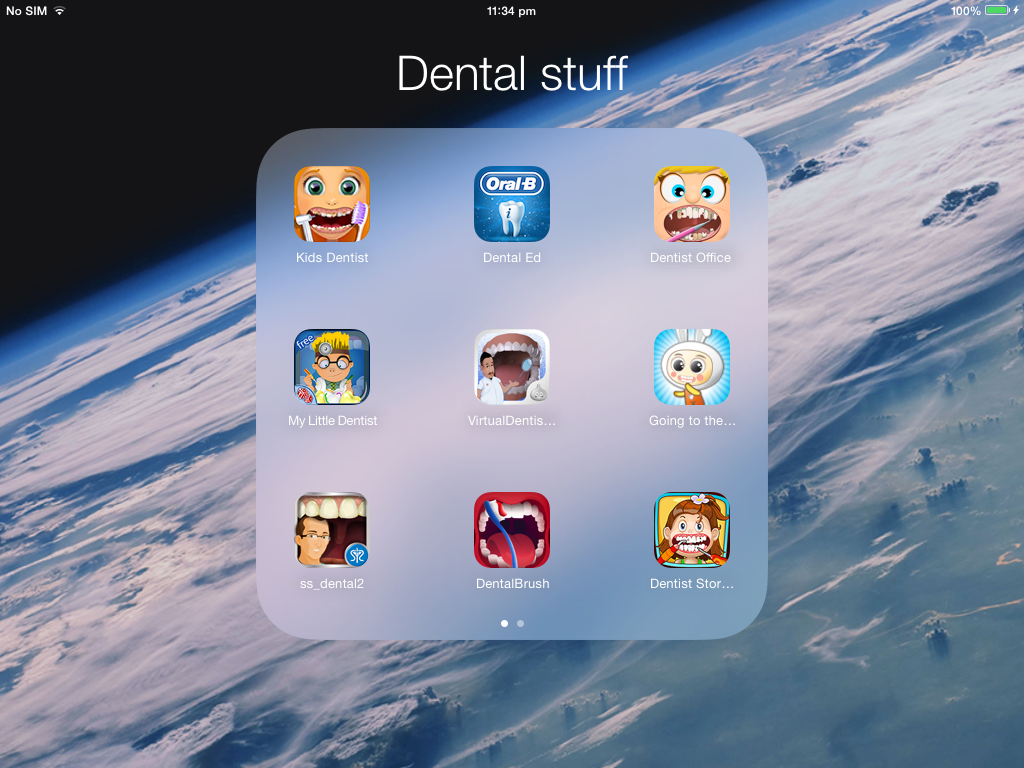 No SIM 11:34 pm 100%
Dental stuff
Oral-B
i
Kids Dentist Dental Ed Dentist Office
free
My Little Dentist VirtualDentis... Going to the...
ss_dental2 DentalBrush Dentist Stor...